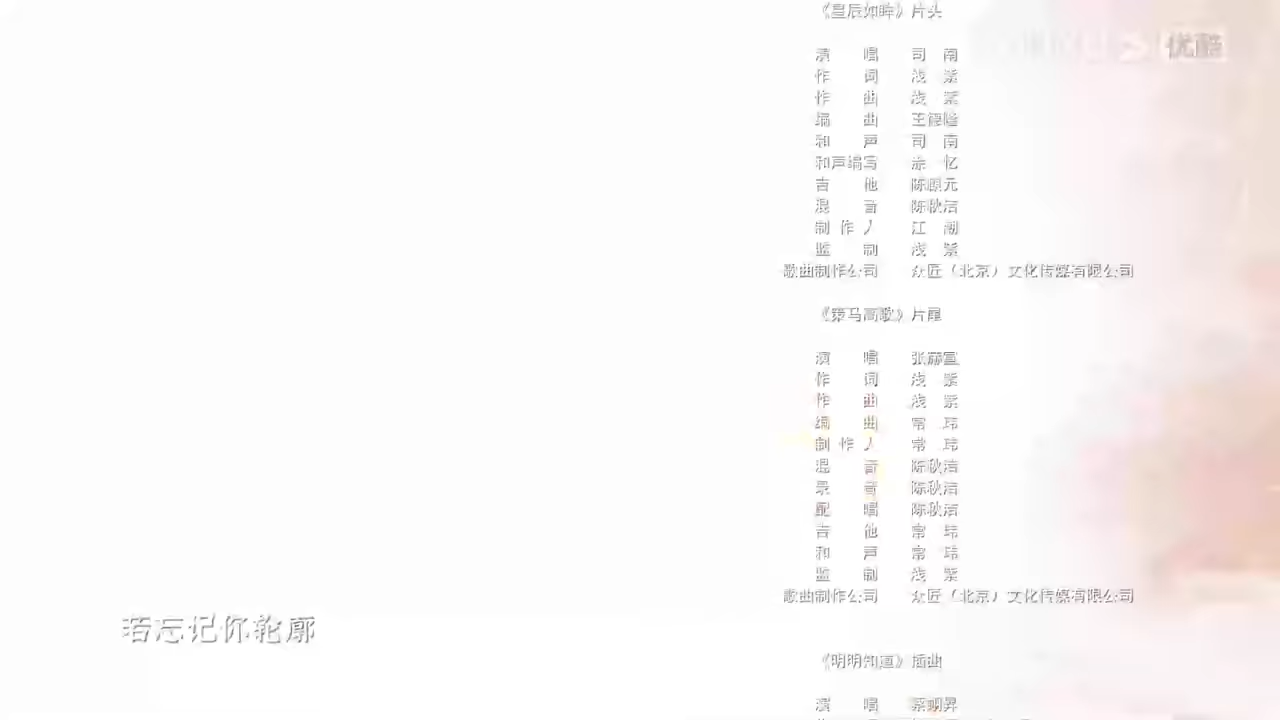 《星辰如眸》片头
优酷
演 唱 司 南
作 词 浅 紫
作 曲 浅 紫
编 曲 王俊隆
和 声 司 南
和声编写 余 忆
吉 他 陈顺元
混 音 陈秋洁
制 作 人 江 潮
监 制 浅 紫
歌曲制作公司 众匠（北京）文化传媒有限公司
《策马高歌》片尾
演 唱 张赫宣
作 词 浅 紫
作 曲 浅 紫
编 曲 常 玮
制 作 人 常 玮
混 音 陈秋洁
录 音 陈秋洁
配 唱 陈秋洁
吉 他 常 玮
和 声 常 玮
监 制 浅 紫
歌曲制作公司 众匠（北京）文化传媒有限公司
若忘记你轮廓
《明明知道》插曲
演 唱 蔡明昇